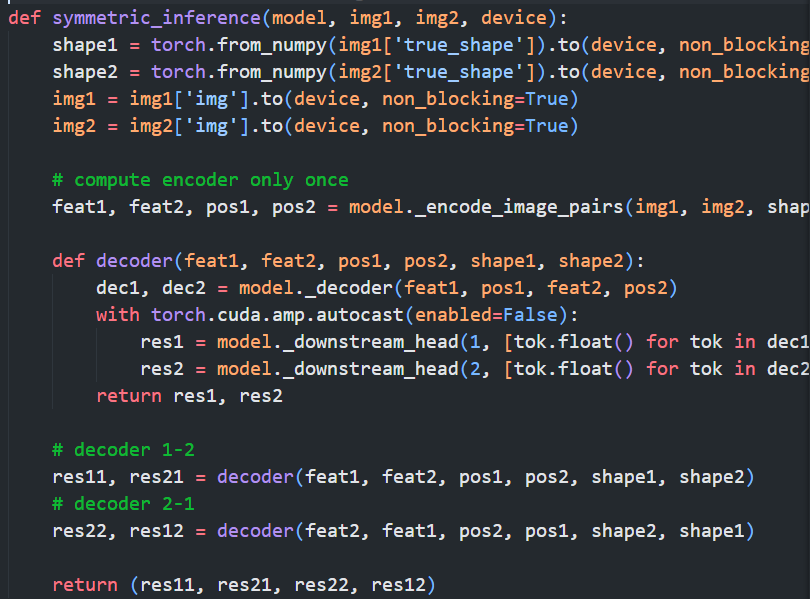 def symmetric_inference(model, img1, img2, device):
    shape1 = torch.from_numpy(img1['true_shape']).to(device, non_blocking
    shape2 = torch.from_numpy(img2['true_shape']).to(device, non_blocking
    img1 = img1['img'].to(device, non_blocking=True)
    img2 = img2['img'].to(device, non_blocking=True)

    # compute encoder only once
    feat1, feat2, pos1, pos2 = model._encode_image_pairs(img1, img2, shap

    def decoder(feat1, feat2, pos1, pos2, shape1, shape2):
        dec1, dec2 = model._decoder(feat1, pos1, feat2, pos2)
        with torch.cuda.amp.autocast(enabled=False):
            res1 = model._downstream_head(1, [tok.float() for tok in dec1
            res2 = model._downstream_head(2, [tok.float() for tok in dec2
        return res1, res2

    # decoder 1-2
    res11, res21 = decoder(feat1, feat2, pos1, pos2, shape1, shape2)
    # decoder 2-1
    res22, res12 = decoder(feat2, feat1, pos2, pos1, shape2, shape1)

    return (res11, res21, res22, res12)